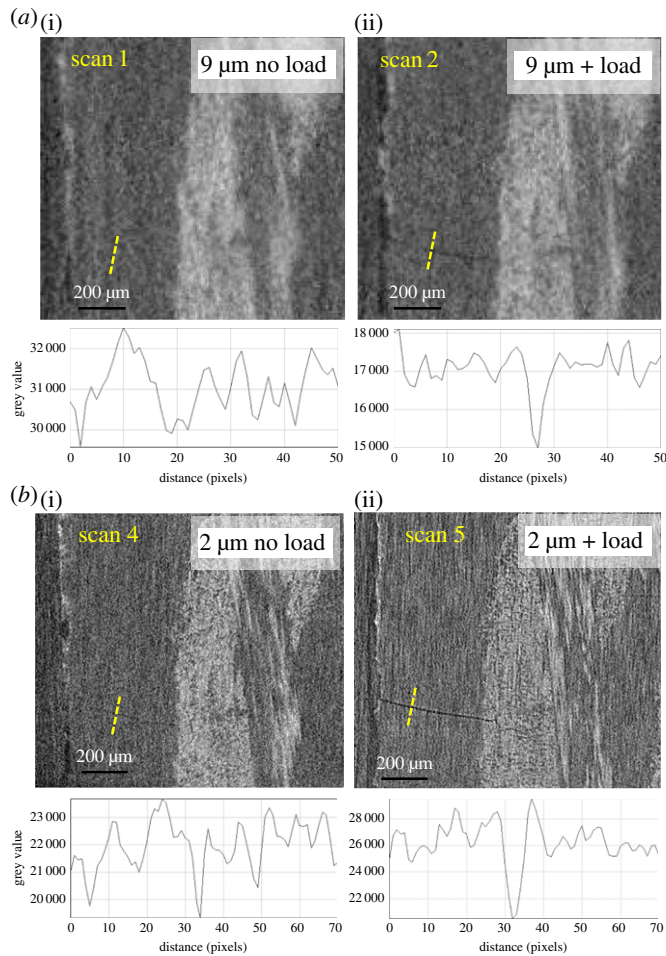 (a) (i) (ii)
scan 1 9 µm no load
scan 2 9 µm + load
200 µm
200 µm
grey value
32 000
31 000
30 000
0 10 20 30 40 50
distance (pixels)
18 000
17 000
16 000
15 000
0 10 20 30 40 50
distance (pixels)
(b) (i) (ii)
scan 4 2 µm no load
scan 5 2 µm + load
200 µm
200 µm
grey value
23 000
22 000
21 000
20 000
0 10 20 30 40 50 60 70
distance (pixels)
28 000
26 000
24 000
22 000
0 10 20 30 40 50 60 70
distance (pixels)